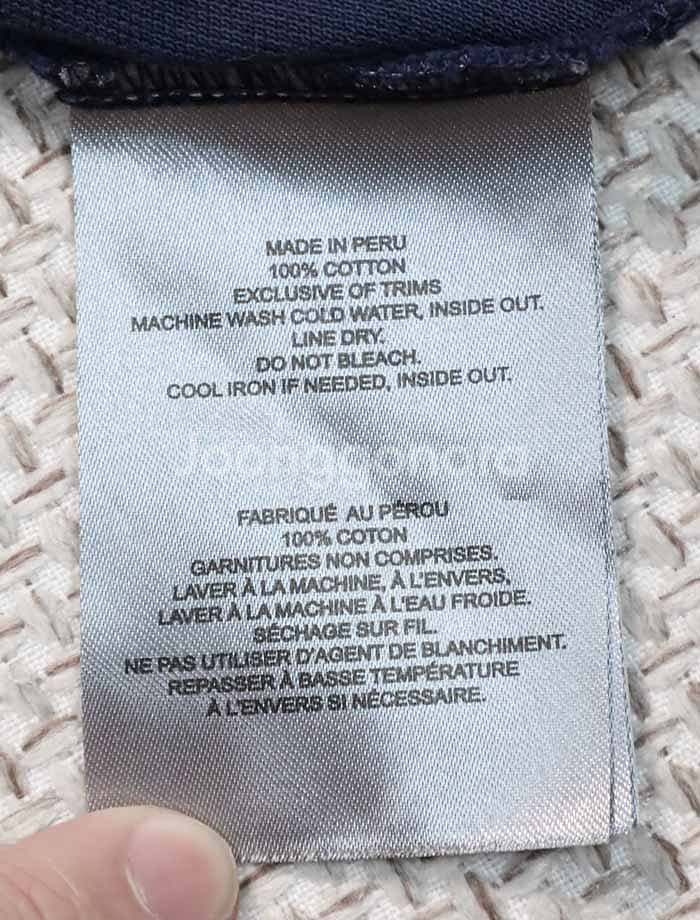 MADE IN PERU
100% COTTON
EXCLUSIVE OF TRIMS
MACHINE WASH COLD WATER, INSIDE OUT.
LINE DRY.
DO NOT BLEACH.
COOL IRON IF NEEDED, INSIDE OUT.
Joonggonara
FABRIQUÉ AU PÉROU
100% COTON
GARNITURES NON COMPRISES.
LAVER À LA MACHINE, À L'ENVERS,
LAVER À LA MACHINE À L'EAU FROIDE.
SÉCHAGE SUR FIL.
NE PAS UTILISER D'AGENT DE BLANCHIMENT.
REPASSER À BASSE TEMPÉRATURE
À L'ENVERS SI NÉCESSAIRE.